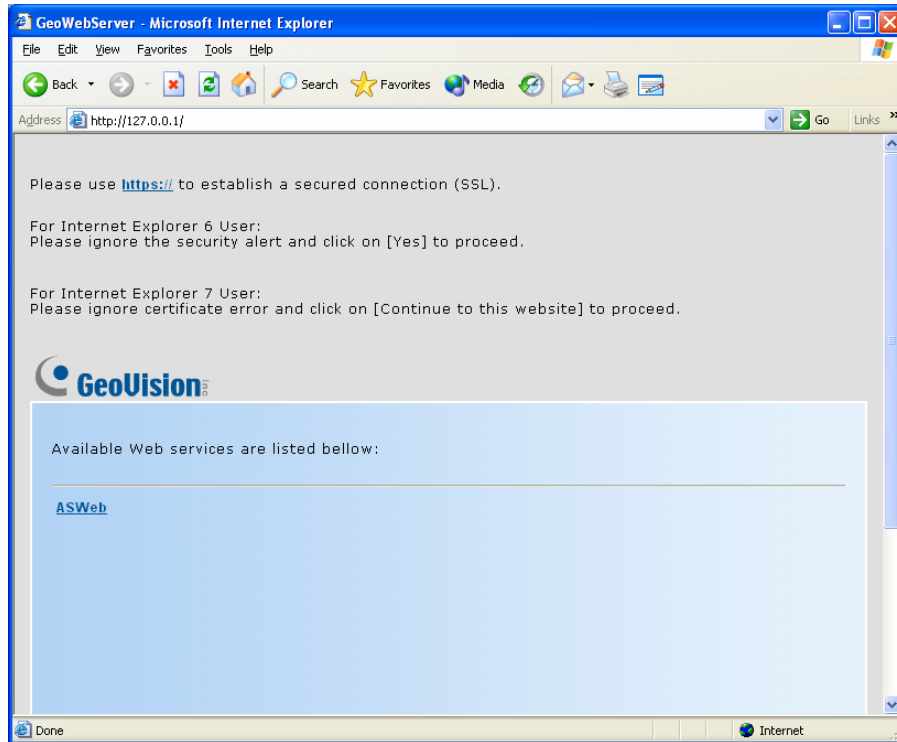 GeoWebServer - Microsoft Internet Explorer
File Edit View Favorites Tools Help
Back Search Favorites Media
Address http://127.0.0.1/ Go Links »
Please use https:// to establish a secured connection (SSL).
For Internet Explorer 6 User:
Please ignore the security alert and click on [Yes] to proceed.
For Internet Explorer 7 User:
Please ignore certificate error and click on [Continue to this website] to proceed.
GeoVision inc
Available Web services are listed bellow:
ASWeb
Done Internet